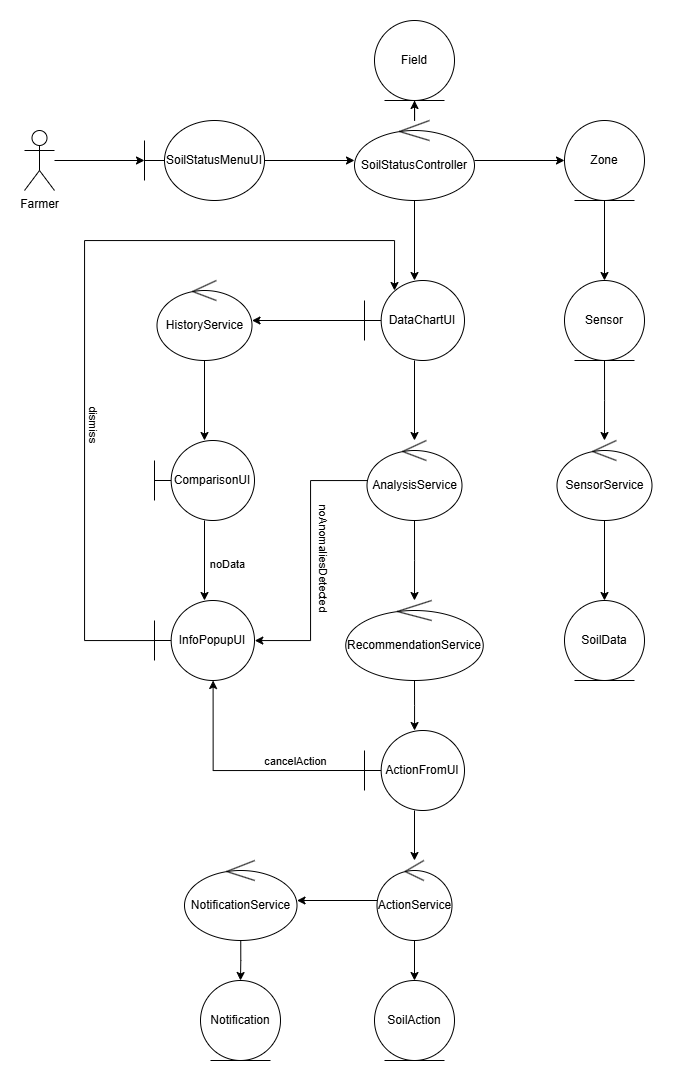 Field
SoilStatusMenuUI
SoilStatusController
Zone
Farmer
HistoryService
DataChartUI
Sensor
dismiss
ComparisonUI
AnalysisService
SensorService
noAnomaliesDetected
noData
InfoPopupUI
RecommendationService
SoilData
cancelAction
ActionFromUI
NotificationService
ActionService
Notification
SoilAction